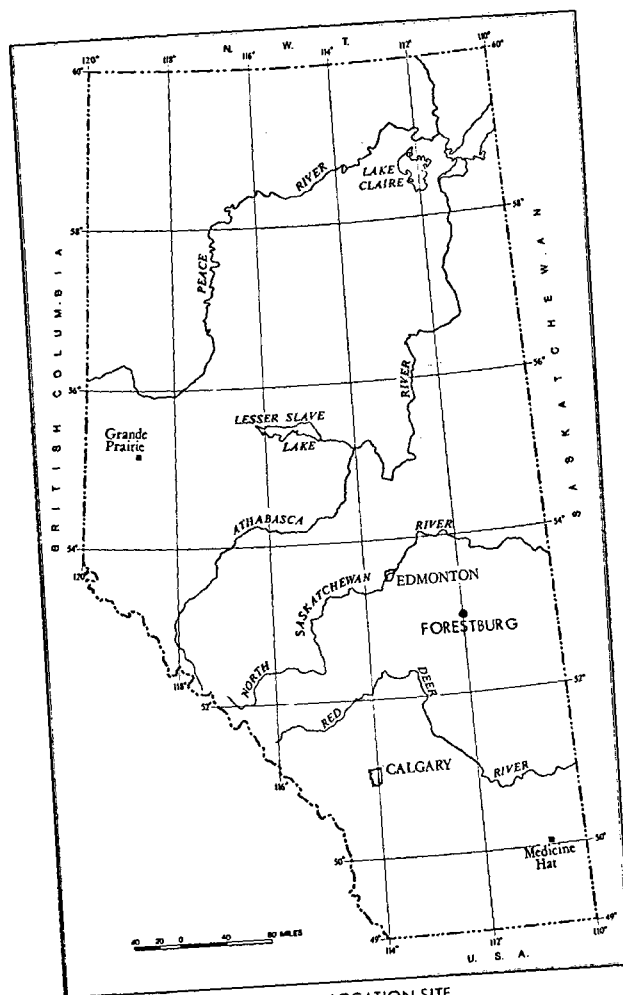 N. W. T.
120° 118° 116° 114° 112° 110°
60° 60°
LAKE
CLAIRE
RIVER
PEACE
58° 58°
BRITISH COLUMBIA
SASKATCHEWAN
56° 56°
RIVER
LESSER SLAVE
LAKE
Grande
Prairie
ATHABASCA
RIVER
54° 54°
120°
SASKATCHEWAN
EDMONTON
FORESTBURG
NORTH
118°
52° 52°
RED
DEER
RIVER
CALGARY
116°
50° 50°
Medicine
Hat
40 20 0 40 80 MILES
49°
114° 112° 110°
U. S. A.
LOCATION SITE